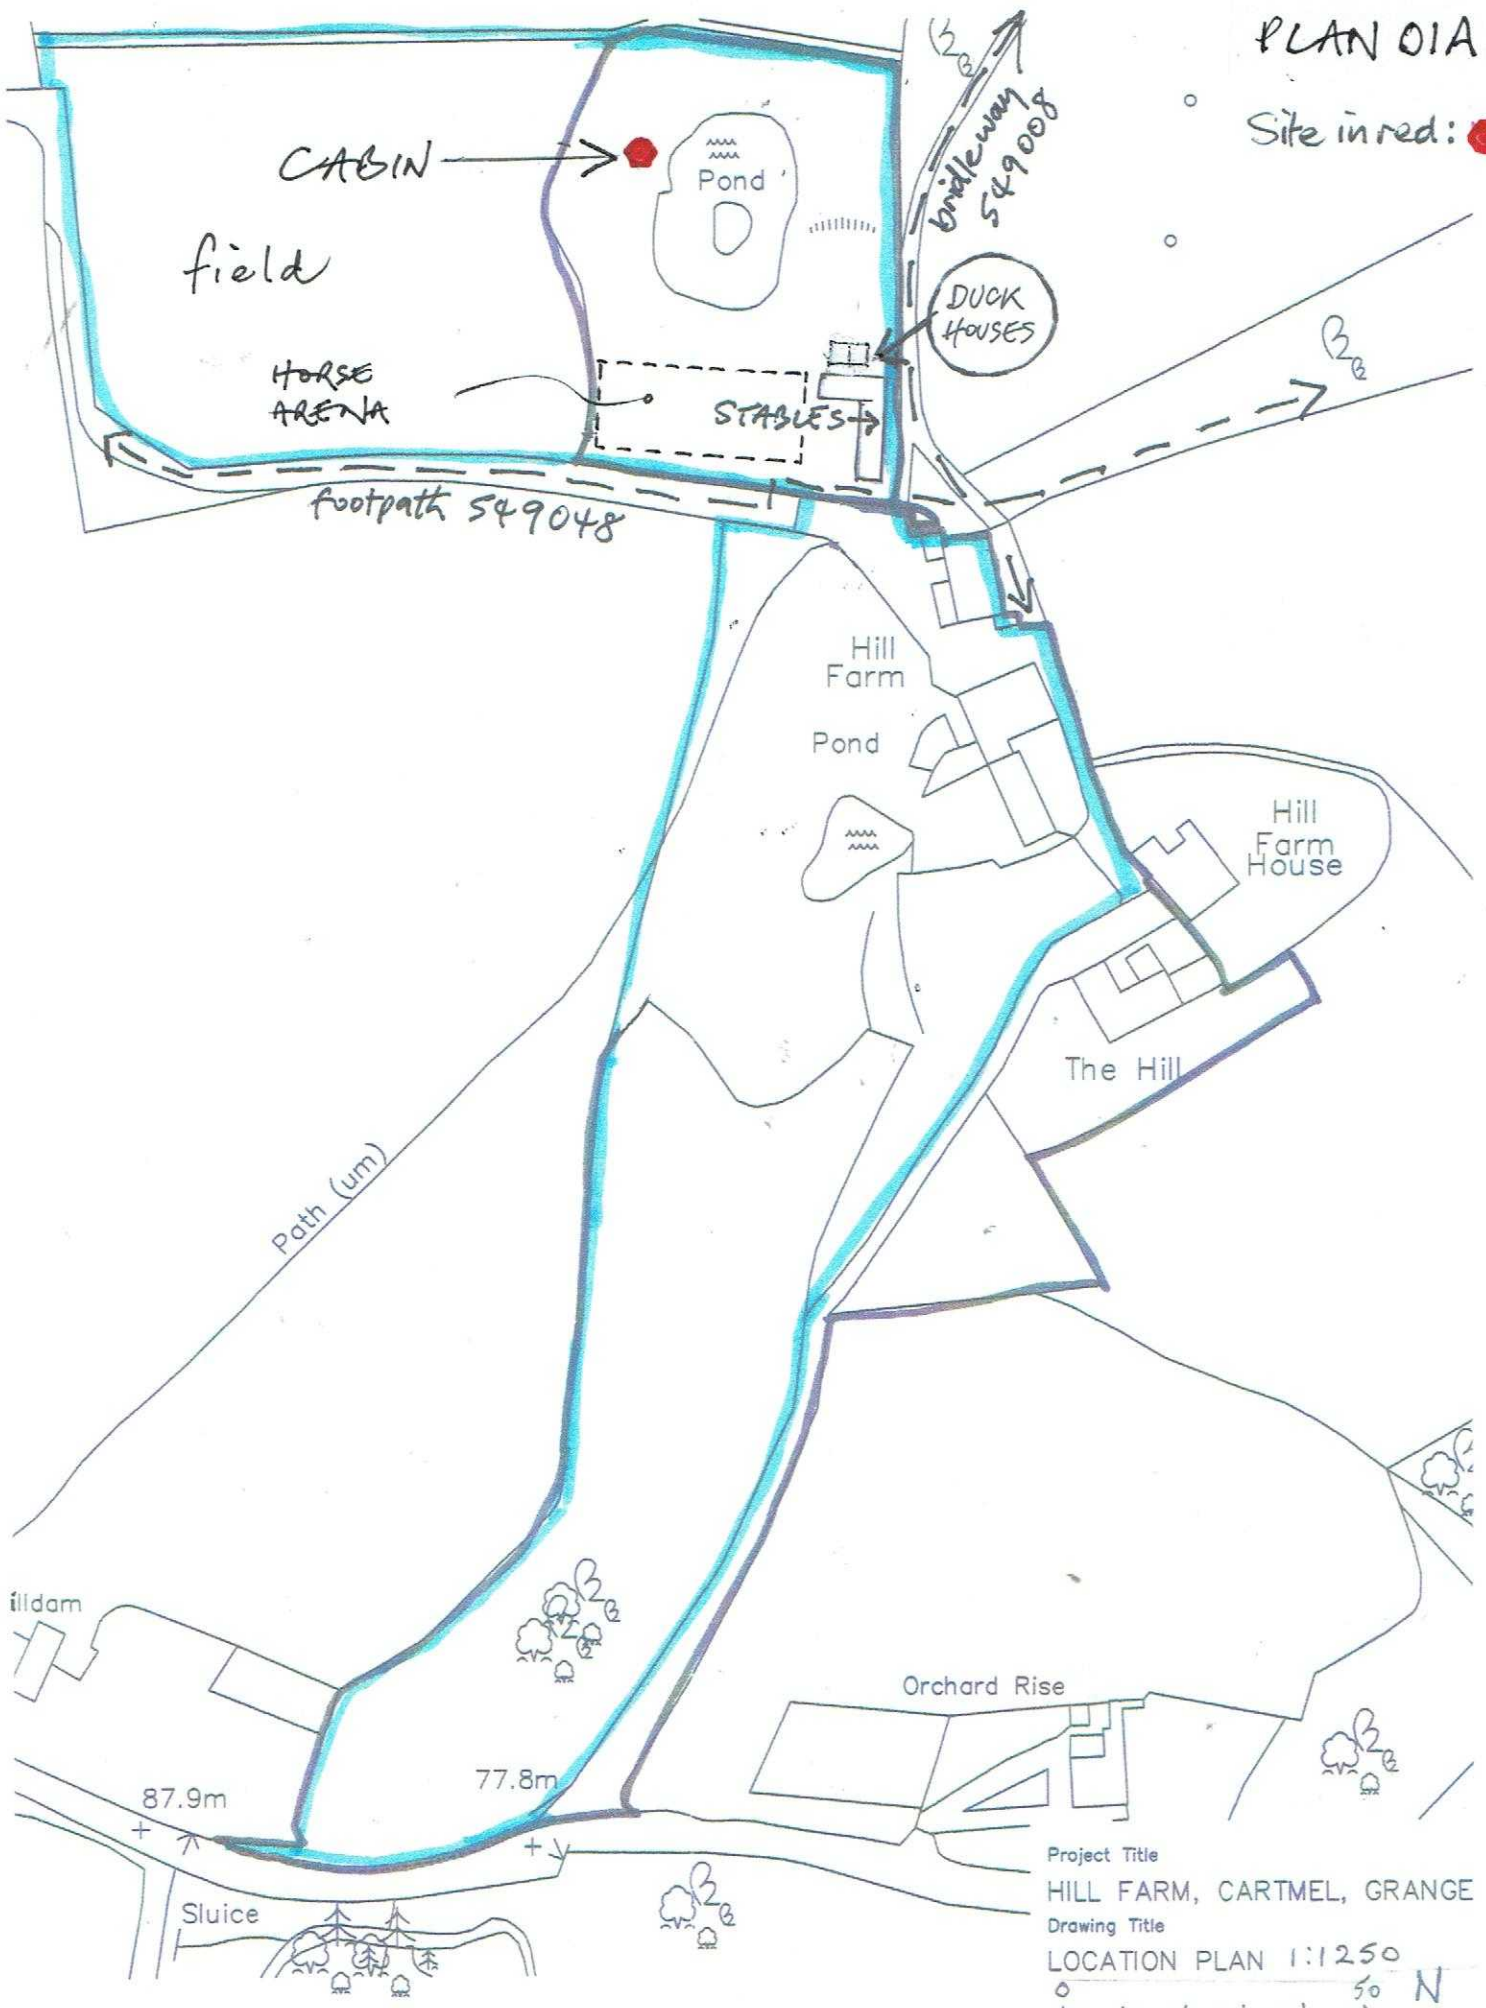 PLAN 01A
Site in red:
CABIN
Pond
bridleway
549008
field
DUCK
HOUSES
HORSE
ARENA
STABLES
footpath 549048
Hill
Farm
Pond
Hill
Farm
House
The Hill
Path (um)
illdam
Orchard Rise
77.8m
87.9m
Sluice
Project Title
HILL FARM, CARTMEL, GRANGE
Drawing Title
LOCATION PLAN 1:1250
0 50 N